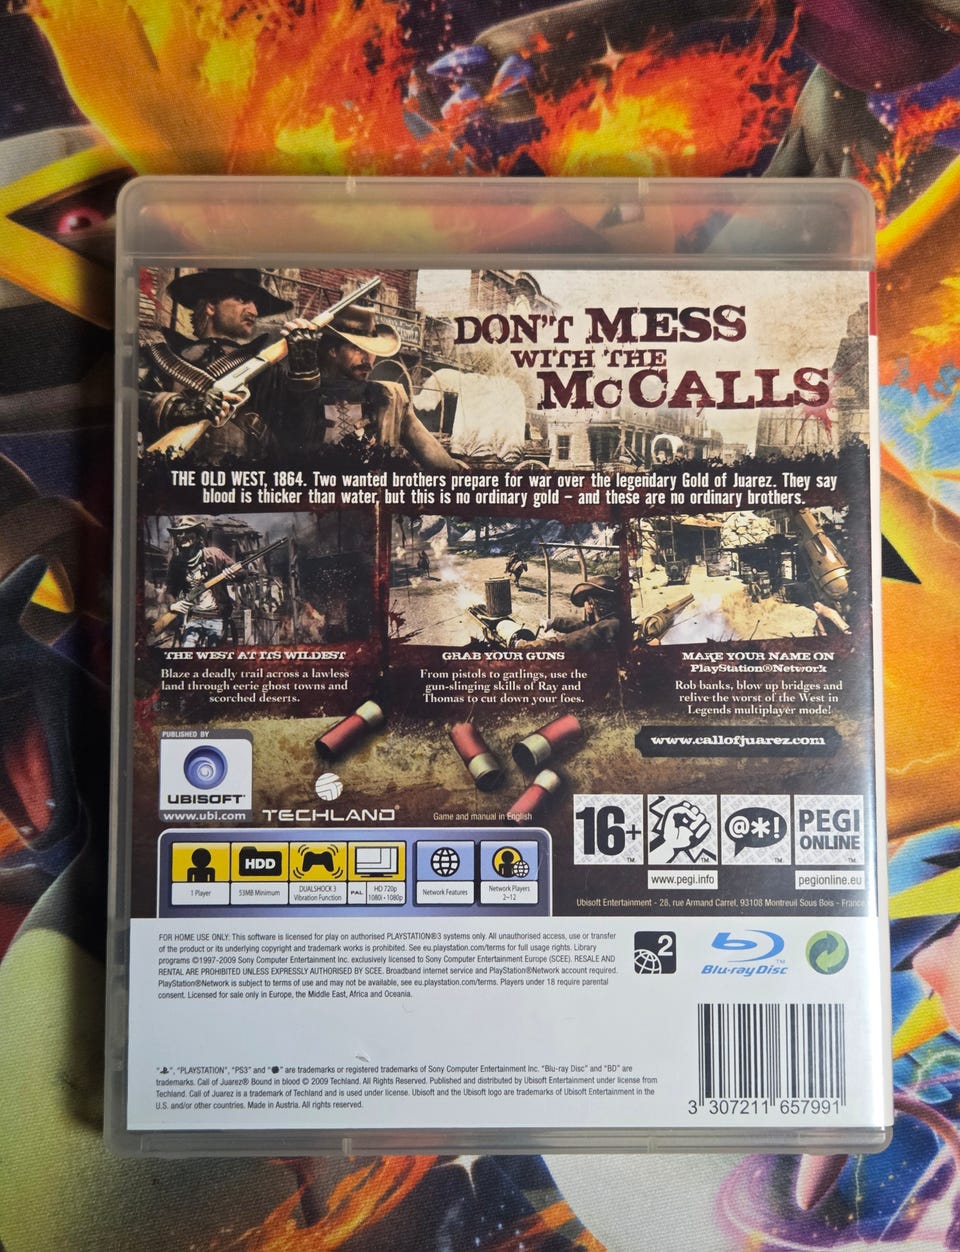 DON'T MESS
WITH THE
McCALLS
THE OLD WEST, 1864. Two wanted brothers prepare for war over the legendary Gold of Juarez. They say
blood is thicker than water, but this is no ordinary gold – and these are no ordinary brothers.
THE WEST AT ITS WILDEST
Blaze a deadly trail across a lawless
land through eerie ghost towns and
scorched deserts.
GRAB YOUR GUNS
From pistols to gatlings, use the
gun-slinging skills of Ray and
Thomas to cut down your foes.
MAKE YOUR NAME ON
PlayStation®Network
Rob banks, blow up bridges and
relive the worst of the West in
Legends multiplayer mode!
www.callofjuarez.com
PUBLISHED BY
UBISOFT®
www.ubi.com
TECHLAND®
Game and manual in English
16+™
™
@*!™
PEGI
ONLINE
™
www.pegi.info
pegionline.eu
1 Player
HDD
53MB Minimum
DUALSHOCK 3
Vibration Function
PAL
HD 720p
1080i • 1080p
Network Features
Network Players
2–12
Ubisoft Entertainment - 28, rue Armand Carrel, 93108 Montreuil Sous Bois - France
FOR HOME USE ONLY: This software is licensed for play on authorised PLAYSTATION®3 systems only. All unauthorised access, use or transfer
of the product or its underlying copyright and trademark works is prohibited. See eu.playstation.com/terms for full usage rights. Library
programs ©1997-2009 Sony Computer Entertainment Inc. exclusively licensed to Sony Computer Entertainment Europe (SCEE). RESALE AND
RENTAL ARE PROHIBITED UNLESS EXPRESSLY AUTHORISED BY SCEE. Broadband internet service and PlayStation®Network account required.
PlayStation®Network is subject to terms of use and may not be available, see eu.playstation.com/terms. Players under 18 require parental
consent. Licensed for sale only in Europe, the Middle East, Africa and Oceania.
2
Blu-ray Disc™
", "PLAYSTATION", "PS3" and " " are trademarks or registered trademarks of Sony Computer Entertainment Inc. "Blu-ray Disc" and "BD" are
trademarks. Call of Juarez® Bound in blood © 2009 Techland. All Rights Reserved. Published and distributed by Ubisoft Entertainment under license from
Techland. Call of Juarez is a trademark of Techland and is used under license. Ubisoft and the Ubisoft logo are trademarks of Ubisoft Entertainment in the
U.S. and/or other countries. Made in Austria. All rights reserved.
3 307211 657991